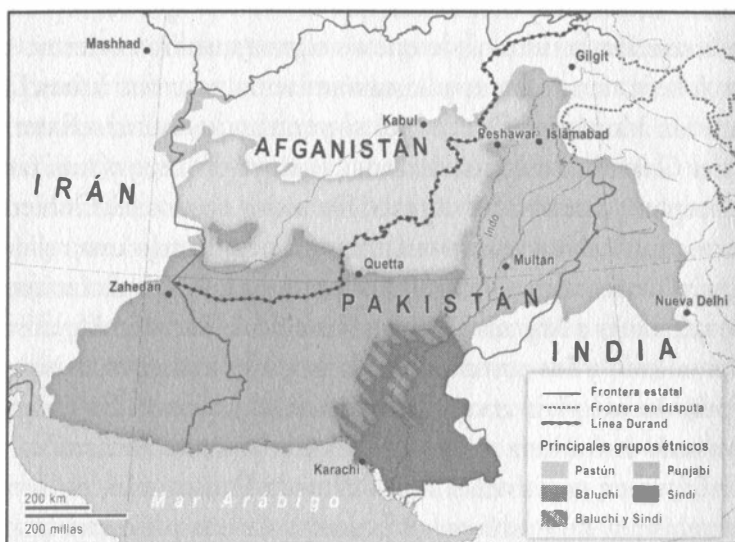 Mashhad
Gilgit
Kabul
Peshawar
Islamabad
AFGANISTÁN
IRÁN
Indo
Quetta
Multan
Zahedan
PAKISTÁN
Nueva Delhi
INDIA
Frontera estatal
Frontera en disputa
Línea Durand
Principales grupos étnicos
Pastún Punjabi
Baluchi Sindi
Baluchi y Sindi
Karachi
200 km
200 millas
Mar Arábigo